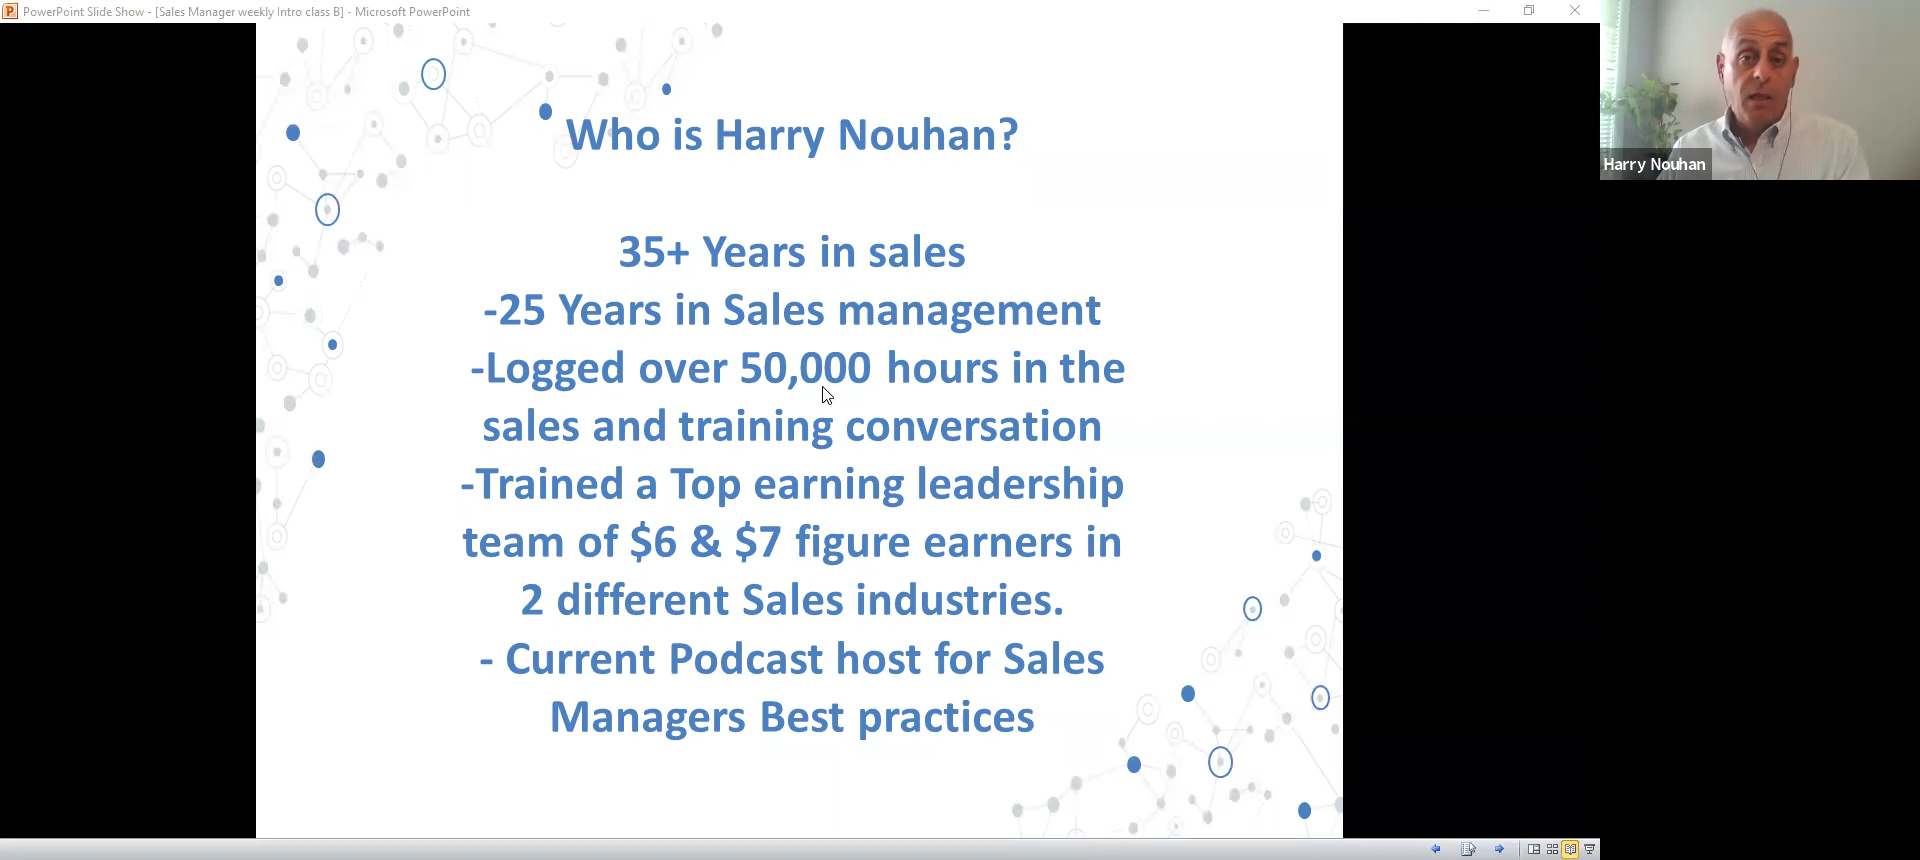 PowerPoint Slide Show - [Sales Manager weekly Intro class B] - Microsoft PowerPoint
Who is Harry Nouhan?
35+ Years in sales
-25 Years in Sales management
-Logged over 50,000 hours in the
sales and training conversation
-Trained a Top earning leadership
team of $6 & $7 figure earners in
2 different Sales industries.
- Current Podcast host for Sales
Managers Best practices
Harry Nouhan